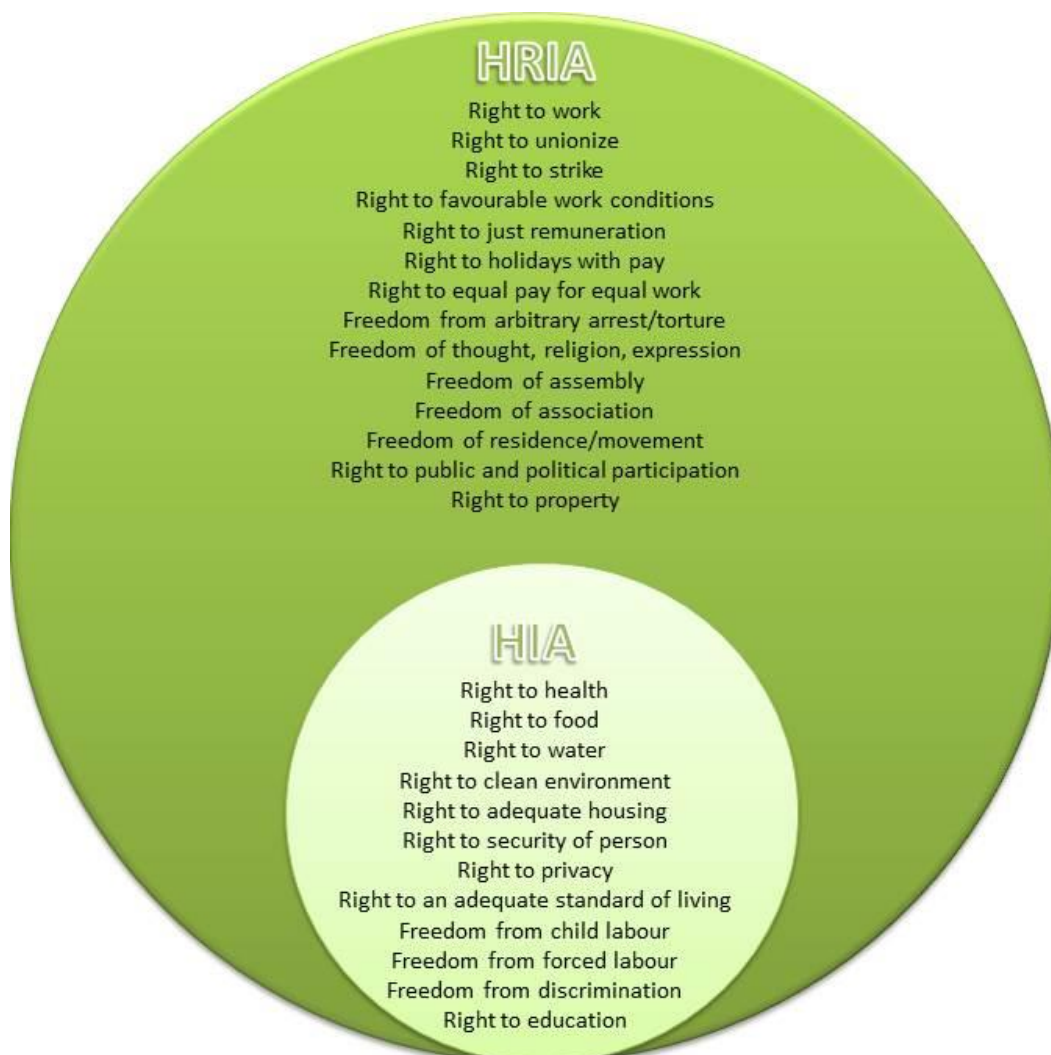 HRIA
Right to work
Right to unionize
Right to strike
Right to favourable work conditions
Right to just remuneration
Right to holidays with pay
Right to equal pay for equal work
Freedom from arbitrary arrest/torture
Freedom of thought, religion, expression
Freedom of assembly
Freedom of association
Freedom of residence/movement
Right to public and political participation
Right to property
HIA
Right to health
Right to food
Right to water
Right to clean environment
Right to adequate housing
Right to security of person
Right to privacy
Right to an adequate standard of living
Freedom from child labour
Freedom from forced labour
Freedom from discrimination
Right to education